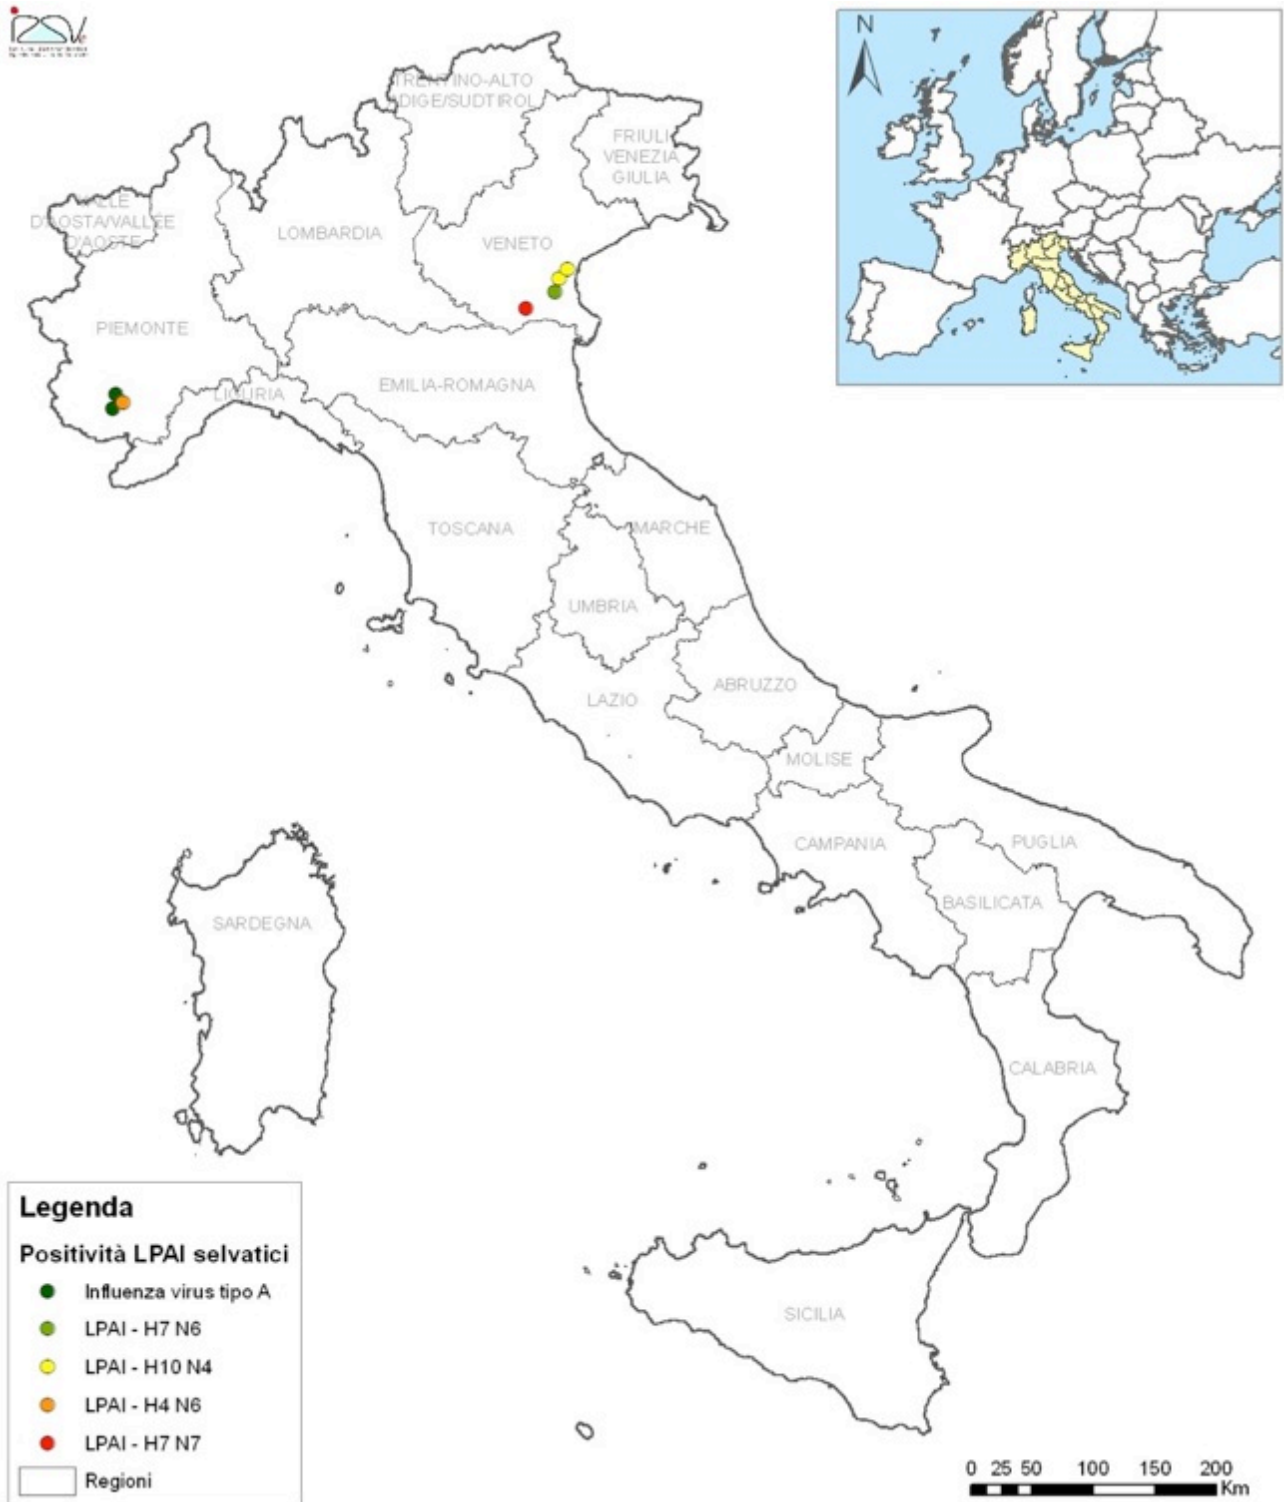 N
TRENTINO-ALTO
ADIGE/SUDTIROL
FRIULI
VENEZIA
GIULIA
VALLE
D'AOSTA/VALLÉE
D'AOSTE
LOMBARDIA
VENETO
PIEMONTE
LIGURIA
EMILIA-ROMAGNA
TOSCANA
MARCHE
UMBRIA
LAZIO
ABRUZZO
MOLISE
CAMPANIA
PUGLIA
BASILICATA
SARDEGNA
CALABRIA
SICILIA
Legenda
Positività LPAI selvatici
Influenza virus tipo A
LPAI - H7 N6
LPAI - H10 N4
LPAI - H4 N6
LPAI - H7 N7
Regioni
0 25 50 100 150 200
Km